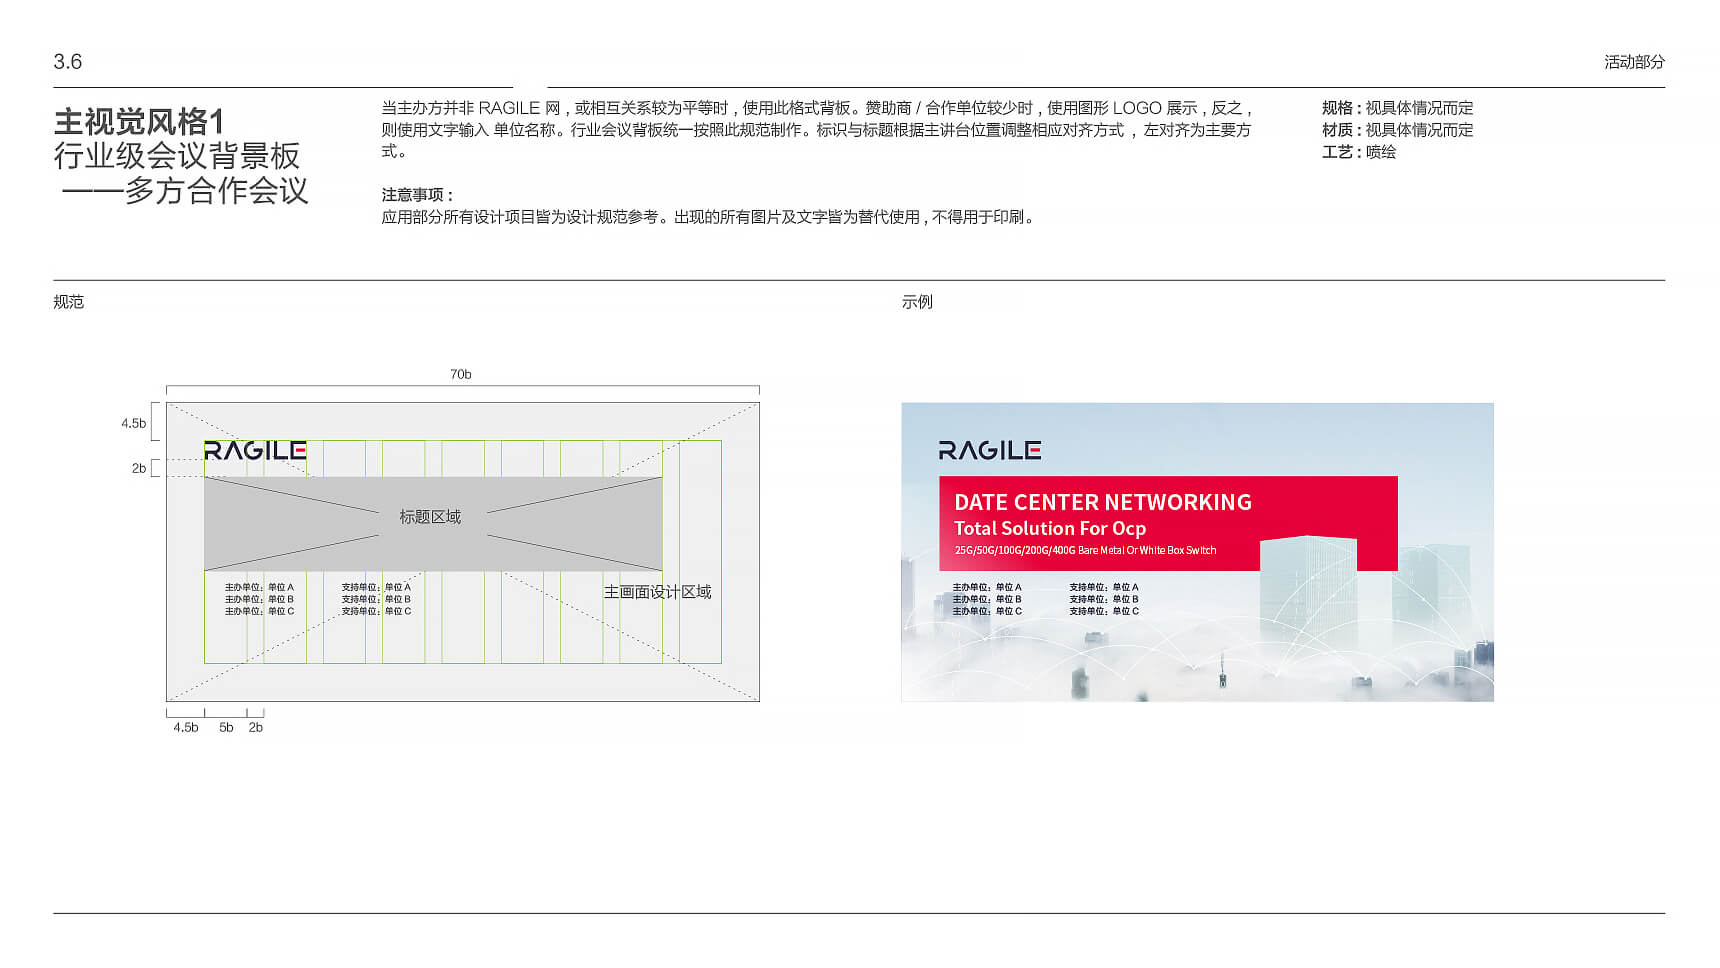 3.6
活动部分
主视觉风格1
行业级会议背景板
——多方合作会议
当主办方并非 RAGILE 网，或相互关系较为平等时，使用此格式背板。赞助商 / 合作单位较少时，使用图形 LOGO 展示，反之，
则使用文字输入 单位名称。行业会议背板统一按照此规范制作。标识与标题根据主讲台位置调整相应对齐方式 ，左对齐为主要方
式。
注意事项：
应用部分所有设计项目皆为设计规范参考。出现的所有图片及文字皆为替代使用，不得用于印刷。
规格：视具体情况而定
材质：视具体情况而定
工艺：喷绘
规范
70b
4.5b
2b
RAGILE
标题区域
主办单位：单位 A 支持单位：单位 A
主办单位：单位 B 支持单位：单位 B
主办单位：单位 C 支持单位：单位 C
主画面设计区域
4.5b 5b 2b
示例
RAGILE
DATE CENTER NETWORKING
Total Solution For Ocp
25G/50G/100G/200G/400G Bare Metal Or White Box Switch
主办单位：单位 A 支持单位：单位 A
主办单位：单位 B 支持单位：单位 B
主办单位：单位 C 支持单位：单位 C